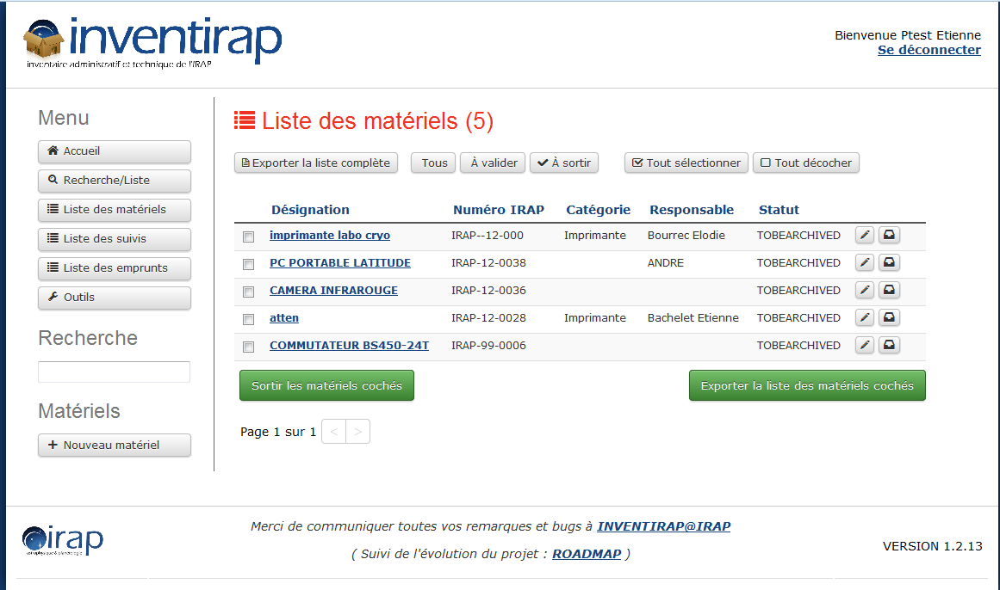 inventirap
inventaire administratif et technique de l'IRAP
Bienvenue Ptest Etienne
Se déconnecter
Menu
Accueil
Recherche/Liste
Liste des matériels
Liste des suivis
Liste des emprunts
Outils
Recherche
Matériels
+ Nouveau matériel
Liste des matériels (5)
Exporter la liste complète Tous À valider À sortir Tout sélectionner Tout décocher
Désignation Numéro IRAP Catégorie Responsable Statut
imprimante labo cryo IRAP--12-000 Imprimante Bourrec Elodie TOBEARCHIVED
PC PORTABLE LATITUDE IRAP-12-0038 ANDRE TOBEARCHIVED
CAMERA INFRAROUGE IRAP-12-0036 TOBEARCHIVED
atten IRAP-12-0028 Imprimante Bachelet Etienne TOBEARCHIVED
COMMUTATEUR BS450-24T IRAP-99-0006 TOBEARCHIVED
Sortir les matériels cochés Exporter la liste des matériels cochés
Page 1 sur 1 < >
irap
astrophysique & planétologie
Merci de communiquer toutes vos remarques et bugs à INVENTIRAP@IRAP
( Suivi de l'évolution du projet : ROADMAP )
VERSION 1.2.13